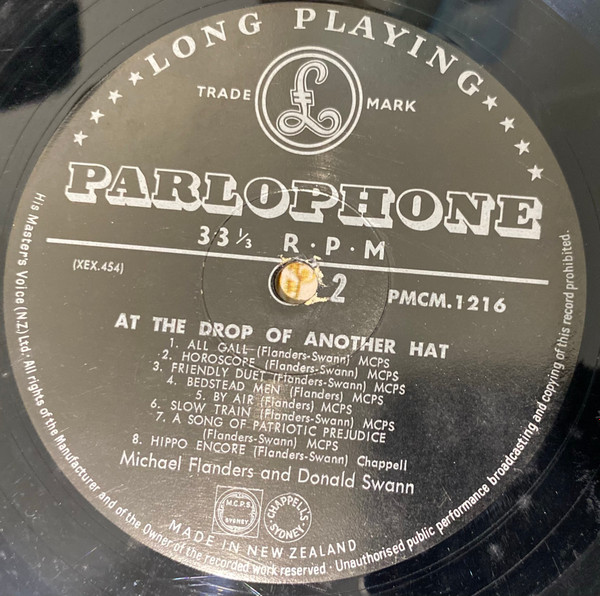 LONG PLAYING
TRADE MARK
PARLOPHONE
33⅓ R·P·M
(XEX.454)
2
PMCM.1216
AT THE DROP OF ANOTHER HAT
1. ALL GALL (Flanders-Swann) MCPS
2. HOROSCOPE (Flanders-Swann) MCPS
3. FRIENDLY DUET (Flanders-Swann) MCPS
4. BEDSTEAD MEN (Flanders) MCPS
5. BY AIR (Flanders) MCPS
6. SLOW TRAIN (Flanders-Swann) MCPS
7. A SONG OF PATRIOTIC PREJUDICE
(Flanders-Swann) MCPS
8. HIPPO ENCORE (Flanders-Swann) Chappell
Michael Flanders and Donald Swann
M.C.P.S.
SYDNEY
CHAPPELL'S
SYDNEY
MADE IN NEW ZEALAND
His Master's Voice (NZ) Ltd. · All rights of the Manufacturer and of the Owner of the recorded work reserved · Unauthorised public performance broadcasting and copying of this record prohibited.